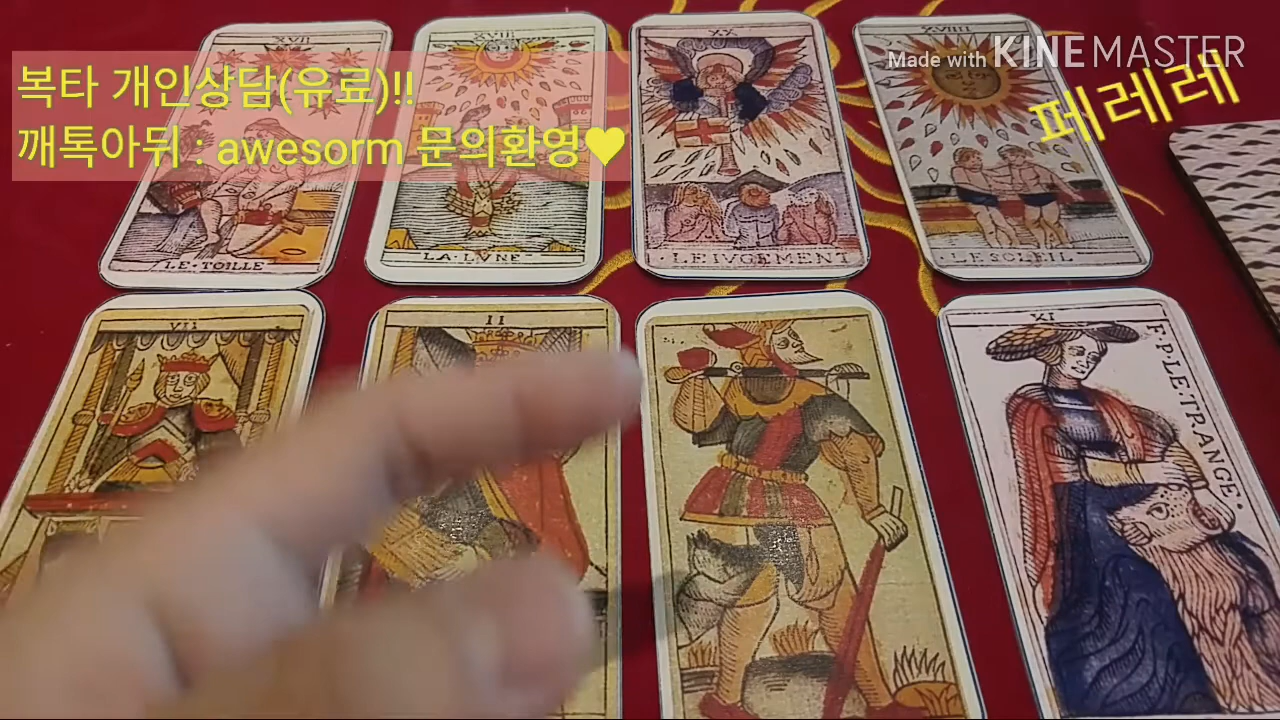 XVII
XVIII
XX
XVIIII
Made with KINEMASTER
복타 개인상담(유료)!!
페레레
깨톡아뒤 : awesorm 문의환영♥
LE·TOILLE
LA·LVNE
LE IVGEMENT
LE SOLEIL
VII
II
XI
F·P·LE·TRANGE·